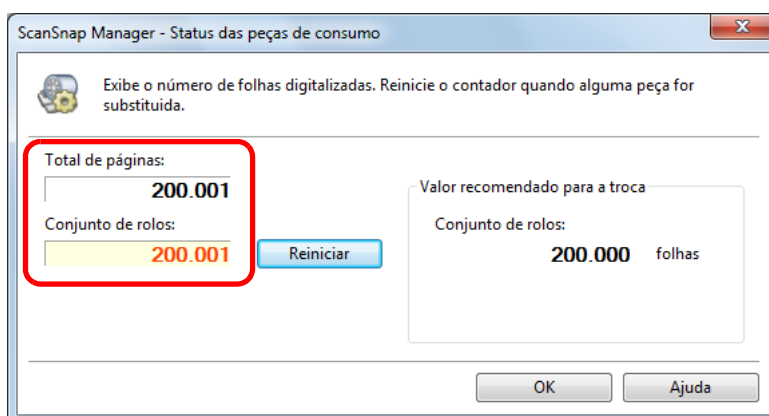 ScanSnap Manager - Status das peças de consumo
Exibe o número de folhas digitalizadas. Reinicie o contador quando alguma peça for
substituida.
Total de páginas:
200.001
Conjunto de rolos:
200.001
Reiniciar
Valor recomendado para a troca
Conjunto de rolos:
200.000 folhas
OK
Ajuda